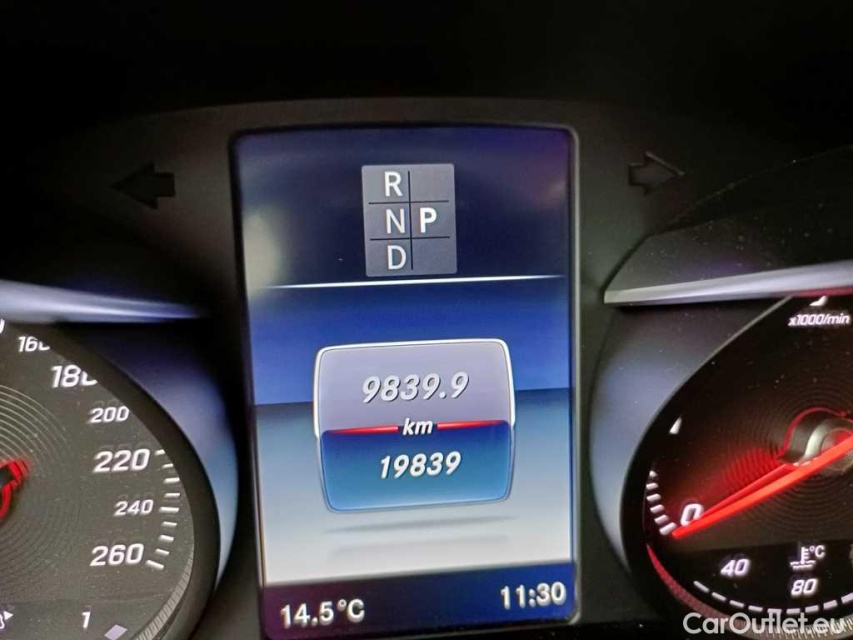 R
N P
D
9839.9
km
19839
14.5°C 11:30
180
200
220
240
260
1
x1000/min
0
°C
40
80
CarOutlet.eu